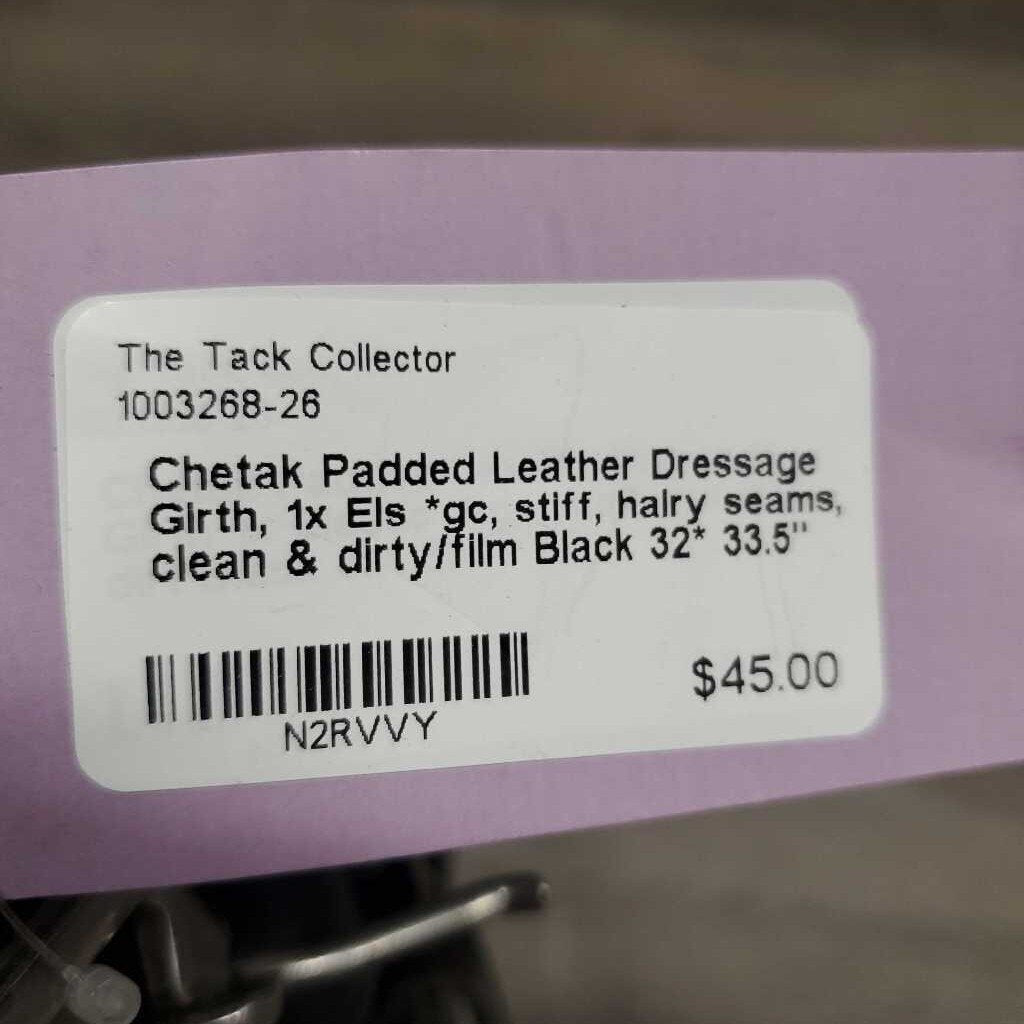 The Tack Collector
1003268-26
Chetak Padded Leather Dressage
Girth, 1x Els *gc, stiff, hairy seams,
clean & dirty/film Black 32* 33.5"
N2RVVY
$45.00